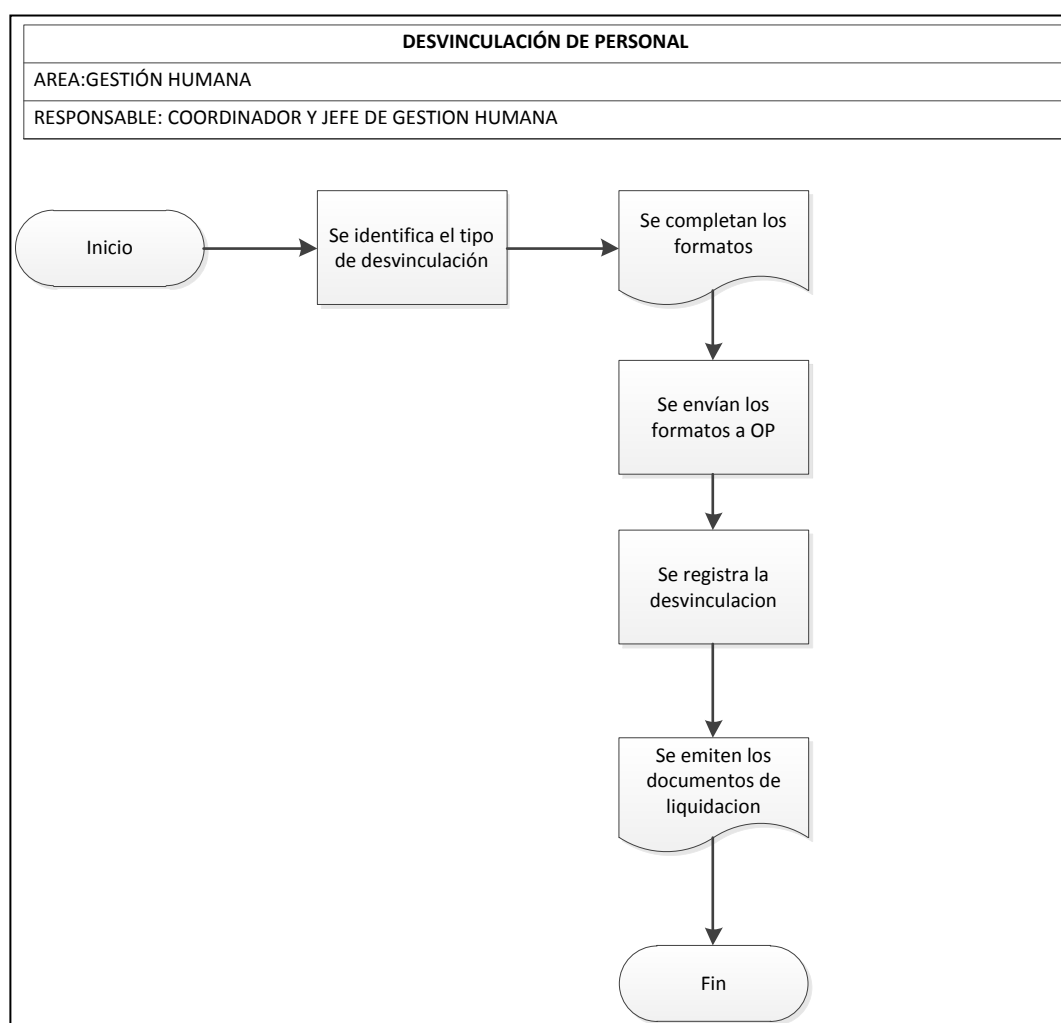 DESVINCULACIÓN DE PERSONAL
AREA:GESTIÓN HUMANA
RESPONSABLE: COORDINADOR Y JEFE DE GESTION HUMANA
Inicio
Se identifica el tipo
de desvinculación
Se completan los
formatos
Se envían los
formatos a OP
Se registra la
desvinculacion
Se emiten los
documentos de
liquidacion
Fin